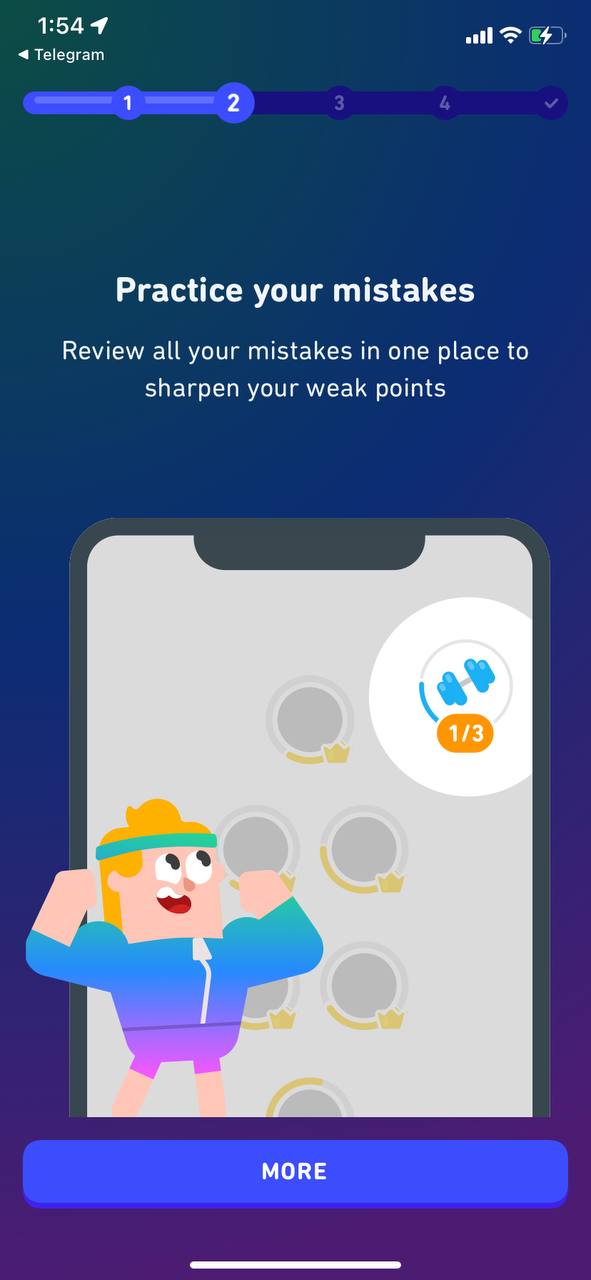 1:54
◀ Telegram
1
2
3
4
Practice your mistakes
Review all your mistakes in one place to
sharpen your weak points
1/3
MORE